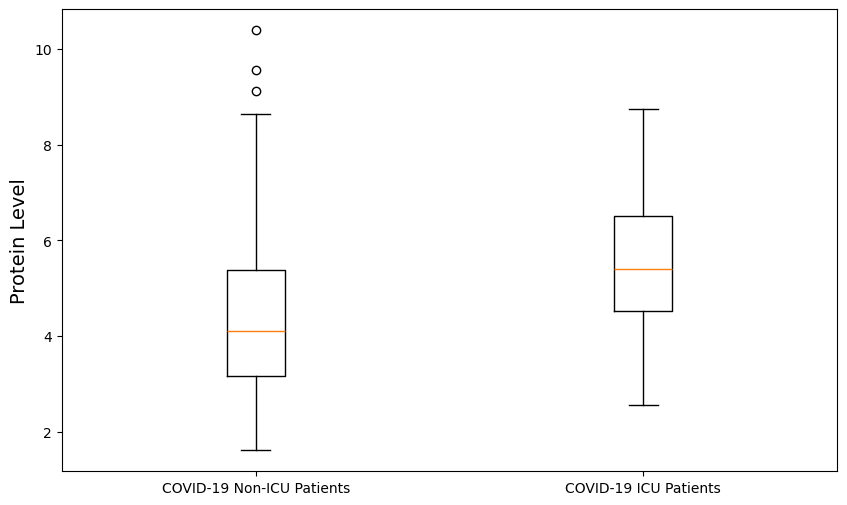 Protein Level
10
8
6
4
2
COVID-19 Non-ICU Patients
COVID-19 ICU Patients